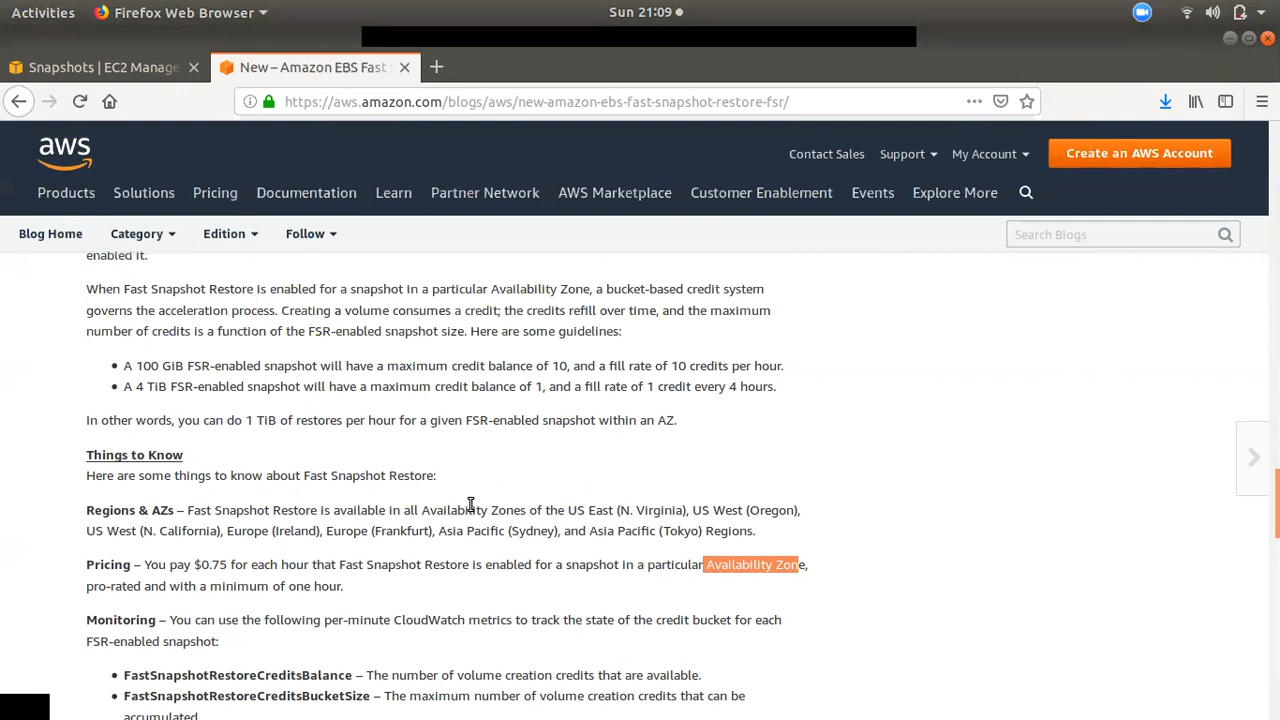 Activities Firefox Web Browser Sun 21:09
Snapshots | EC2 Manage New – Amazon EBS Fast
https://aws.amazon.com/blogs/aws/new-amazon-ebs-fast-snapshot-restore-fsr/
aws
Contact Sales Support My Account Create an AWS Account
Products Solutions Pricing Documentation Learn Partner Network AWS Marketplace Customer Enablement Events Explore More
Blog Home Category Edition Follow Search Blogs
enabled it.
When Fast Snapshot Restore is enabled for a snapshot in a particular Availability Zone, a bucket-based credit system
governs the acceleration process. Creating a volume consumes a credit; the credits refill over time, and the maximum
number of credits is a function of the FSR-enabled snapshot size. Here are some guidelines:
• A 100 GiB FSR-enabled snapshot will have a maximum credit balance of 10, and a fill rate of 10 credits per hour.
• A 4 TiB FSR-enabled snapshot will have a maximum credit balance of 1, and a fill rate of 1 credit every 4 hours.
In other words, you can do 1 TiB of restores per hour for a given FSR-enabled snapshot within an AZ.
Things to Know
Here are some things to know about Fast Snapshot Restore:
Regions & AZs – Fast Snapshot Restore is available in all Availability Zones of the US East (N. Virginia), US West (Oregon),
US West (N. California), Europe (Ireland), Europe (Frankfurt), Asia Pacific (Sydney), and Asia Pacific (Tokyo) Regions.
Pricing – You pay $0.75 for each hour that Fast Snapshot Restore is enabled for a snapshot in a particular Availability Zone,
pro-rated and with a minimum of one hour.
Monitoring – You can use the following per-minute CloudWatch metrics to track the state of the credit bucket for each
FSR-enabled snapshot:
• FastSnapshotRestoreCreditsBalance – The number of volume creation credits that are available.
• FastSnapshotRestoreCreditsBucketSize – The maximum number of volume creation credits that can be
accumulated.